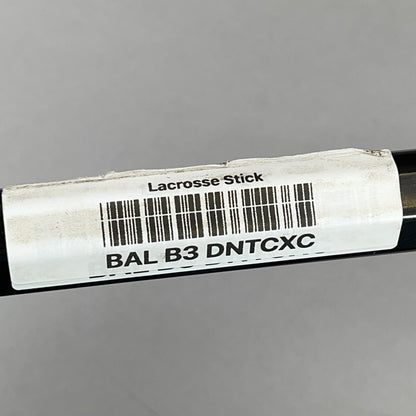 Lacrosse Stick
BAL B3 DNTCXC